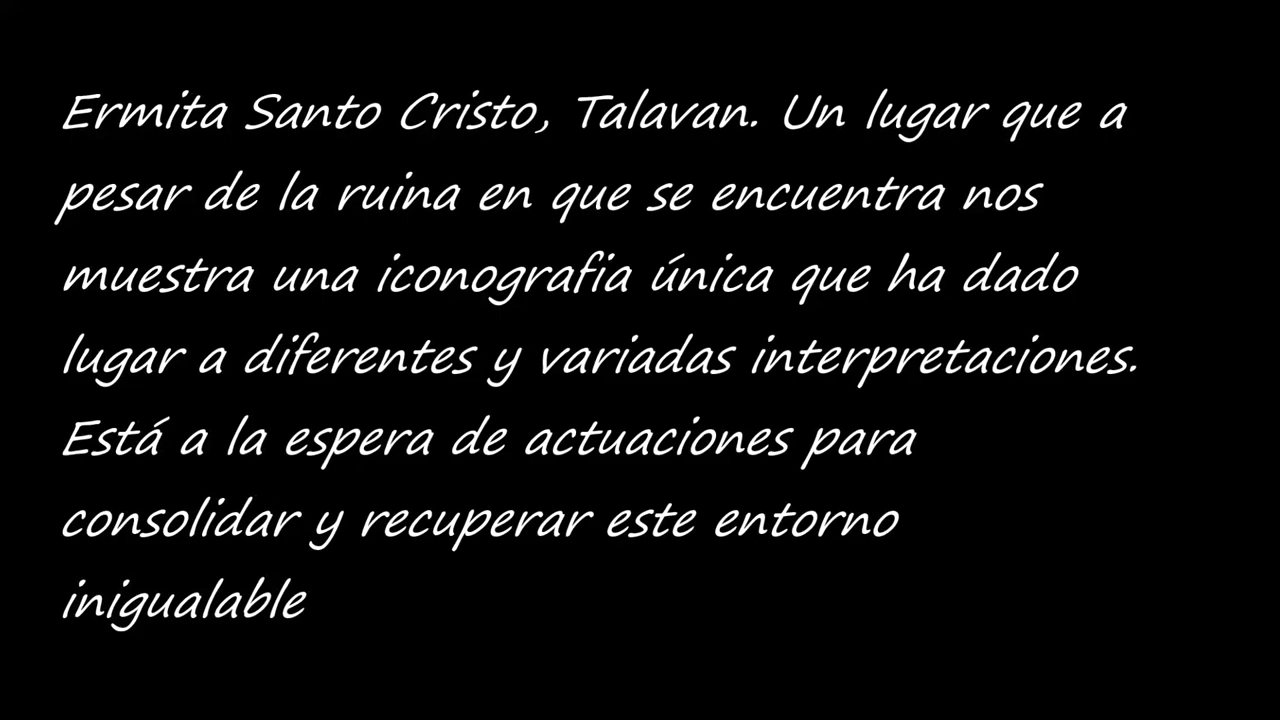 Ermita Santo Cristo, Talavan. Un lugar que a
pesar de la ruina en que se encuentra nos
muestra una iconografia única que ha dado
lugar a diferentes y variadas interpretaciones.
Está a la espera de actuaciones para
consolidar y recuperar este entorno
inigualable